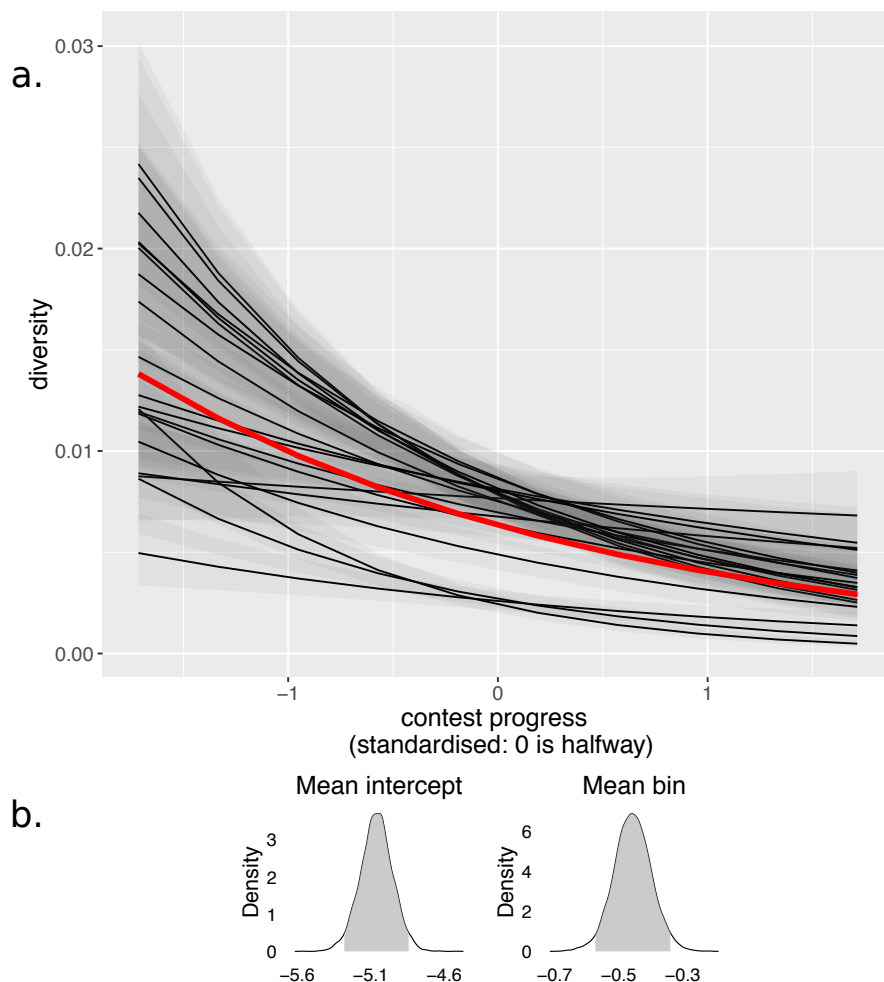 a.
0.03
0.02
0.01
0.00
diversity
−1
0
1
contest progress
(standardised: 0 is halfway)
b.
Mean intercept
Density
3
2
1
0
−5.6
−5.1
−4.6
Mean bin
Density
6
4
2
0
−0.7
−0.5
−0.3